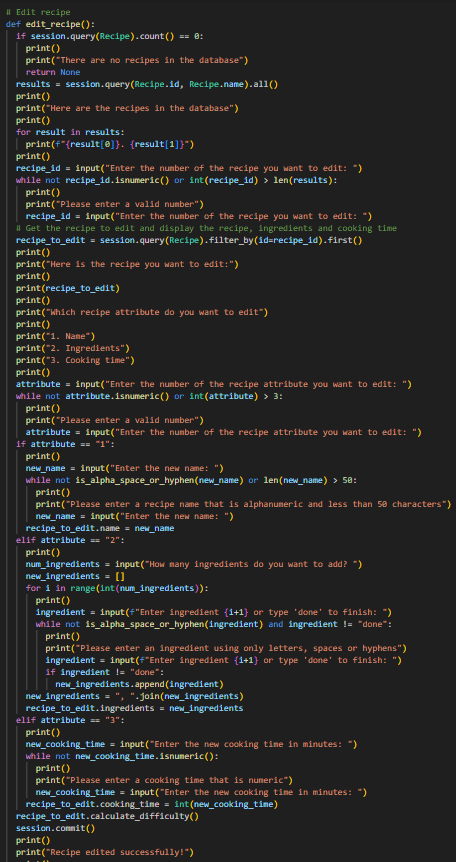 # Edit recipe
def edit_recipe():
  if session.query(Recipe).count() == 0:
    print()
    print("There are no recipes in the database")
    return None
  results = session.query(Recipe.id, Recipe.name).all()
  print()
  print("Here are the recipes in the database")
  print()
  for result in results:
    print(f"{result[0]}. {result[1]}")
  print()
  recipe_id = input("Enter the number of the recipe you want to edit: ")
  while not recipe_id.isnumeric() or int(recipe_id) > len(results):
    print()
    print("Please enter a valid number")
    recipe_id = input("Enter the number of the recipe you want to edit: ")
  # Get the recipe to edit and display the recipe, ingredients and cooking time
  recipe_to_edit = session.query(Recipe).filter_by(id=recipe_id).first()
  print()
  print("Here is the recipe you want to edit:")
  print()
  print(recipe_to_edit)
  print()
  print("Which recipe attribute do you want to edit")
  print()
  print("1. Name")
  print("2. Ingredients")
  print("3. Cooking time")
  print()
  attribute = input("Enter the number of the recipe attribute you want to edit: ")
  while not attribute.isnumeric() or int(attribute) > 3:
    print()
    print("Please enter a valid number")
    attribute = input("Enter the number of the recipe attribute you want to edit: ")
  if attribute == "1":
    print()
    new_name = input("Enter the new name: ")
    while not is_alpha_space_or_hyphen(new_name) or len(new_name) > 50:
      print()
      print("Please enter a recipe name that is alphanumeric and less than 50 characters")
      new_name = input("Enter the new name: ")
    recipe_to_edit.name = new_name
  elif attribute == "2":
    print()
    num_ingredients = input("How many ingredients do you want to add? ")
    new_ingredients = []
    for i in range(int(num_ingredients)):
      print()
      ingredient = input(f"Enter ingredient {i+1} or type 'done' to finish: ")
      while not is_alpha_space_or_hyphen(ingredient) and ingredient != "done":
        print()
        print("Please enter an ingredient using only letters, spaces or hyphens")
        ingredient = input(f"Enter ingredient {i+1} or type 'done' to finish: ")
        if ingredient != "done":
          new_ingredients.append(ingredient)
    new_ingredients = ", ".join(new_ingredients)
    recipe_to_edit.ingredients = new_ingredients
  elif attribute == "3":
    print()
    new_cooking_time = input("Enter the new cooking time in minutes: ")
    while not new_cooking_time.isnumeric():
      print()
      print("Please enter a cooking time that is numeric")
      new_cooking_time = input("Enter the new cooking time in minutes: ")
    recipe_to_edit.cooking_time = int(new_cooking_time)
  recipe_to_edit.calculate_difficulty()
  session.commit()
  print()
  print("Recipe edited successfully!")